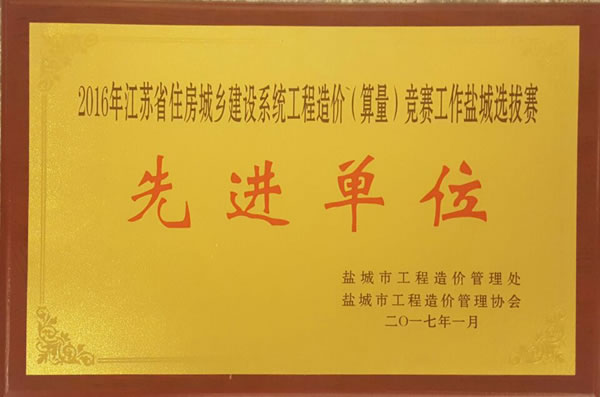 2016年江苏省住房城乡建设系统工程造价（算量）竞赛工作盐城选拔赛
先进单位
盐城市工程造价管理处
盐城市工程造价管理协会
二〇一七年一月